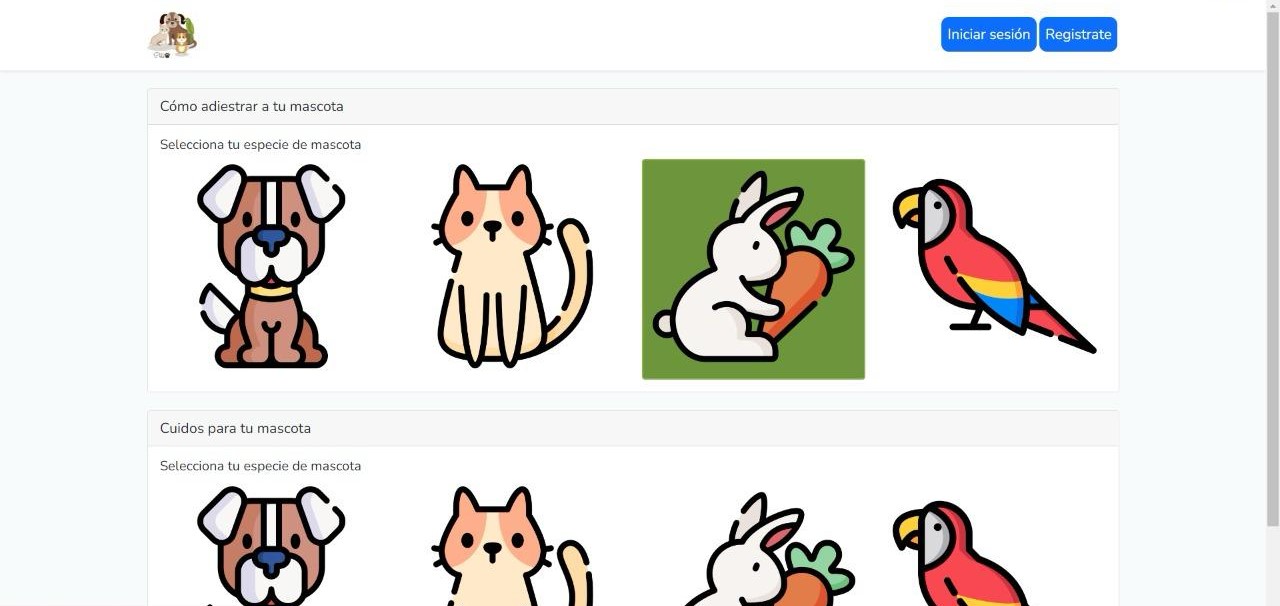 Iniciar sesión
Registrate
Cómo adiestrar a tu mascota
Selecciona tu especie de mascota
Cuidos para tu mascota
Selecciona tu especie de mascota